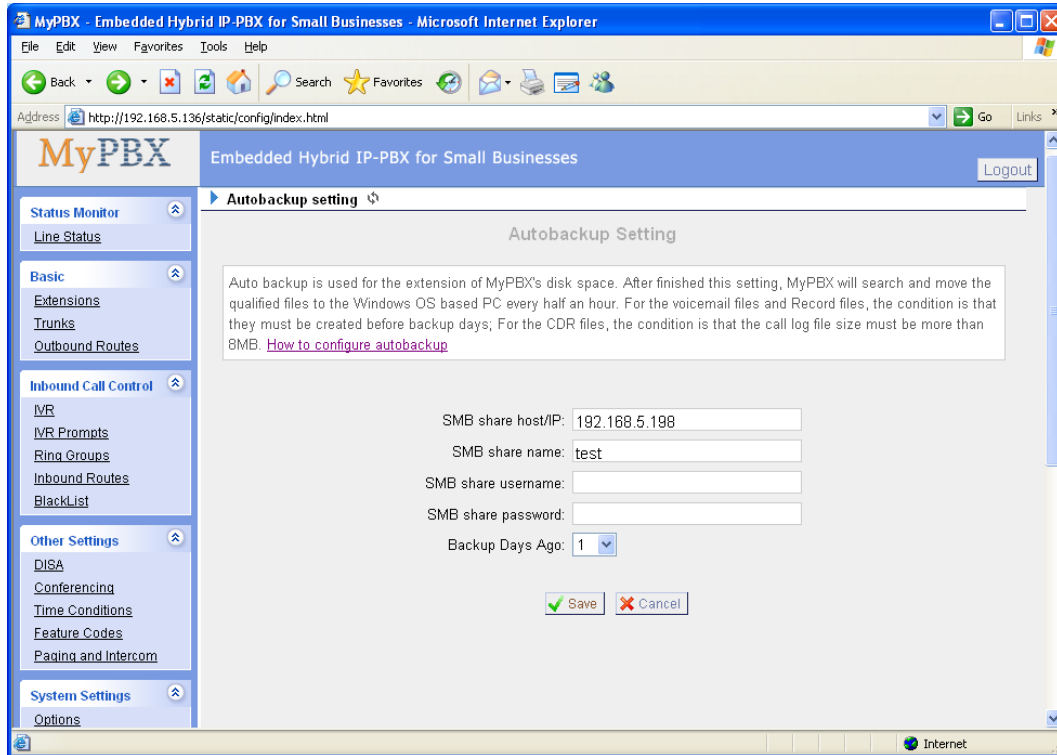 MyPBX - Embedded Hybrid IP-PBX for Small Businesses - Microsoft Internet Explorer
File Edit View Favorites Tools Help
Back Search Favorites
Address http://192.168.5.136/static/config/index.html Go Links »
MyPBX
Embedded Hybrid IP-PBX for Small Businesses
Logout
Status Monitor
Line Status
Basic
Extensions
Trunks
Outbound Routes
Inbound Call Control
IVR
IVR Prompts
Ring Groups
Inbound Routes
BlackList
Other Settings
DISA
Conferencing
Time Conditions
Feature Codes
Paging and Intercom
System Settings
Options
Autobackup setting
Autobackup Setting
Auto backup is used for the extension of MyPBX's disk space. After finished this setting, MyPBX will search and move the
qualified files to the Windows OS based PC every half an hour. For the voicemail files and Record files, the condition is that
they must be created before backup days; For the CDR files, the condition is that the call log file size must be more than
8MB. How to configure autobackup
SMB share host/IP: 192.168.5.198
SMB share name: test
SMB share username:
SMB share password:
Backup Days Ago: 1
Save Cancel
Internet